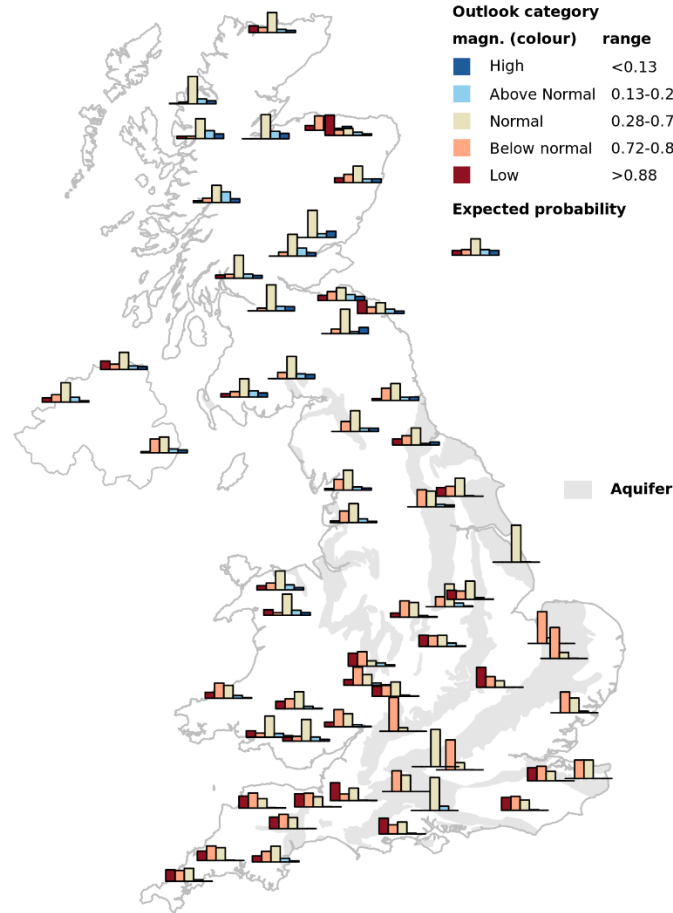 Outlook category
magn. (colour) range
High <0.13
Above Normal 0.13-0.2
Normal 0.28-0.7
Below normal 0.72-0.8
Low >0.88
Expected probability
Aquifer